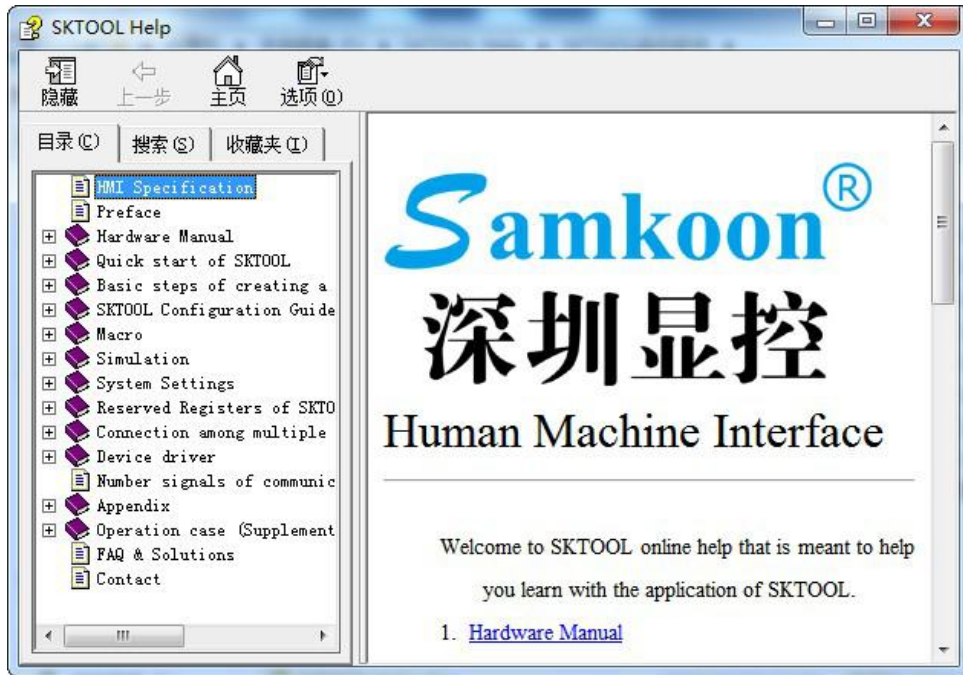 SKTOOL Help
隐藏
上一步
主页
选项(O)
目录(C)
搜索(S)
收藏夹(I)
HMI Specification
Preface
Hardware Manual
Quick start of SKTOOL
Basic steps of creating a
SKTOOL Configuration Guide
Macro
Simulation
System Settings
Reserved Registers of SKTO
Connection among multiple
Device driver
Number signals of communic
Appendix
Operation case (Supplement
FAQ & Solutions
Contact
Samkoon®
深圳显控
Human Machine Interface
Welcome to SKTOOL online help that is meant to help
you learn with the application of SKTOOL.
1. Hardware Manual